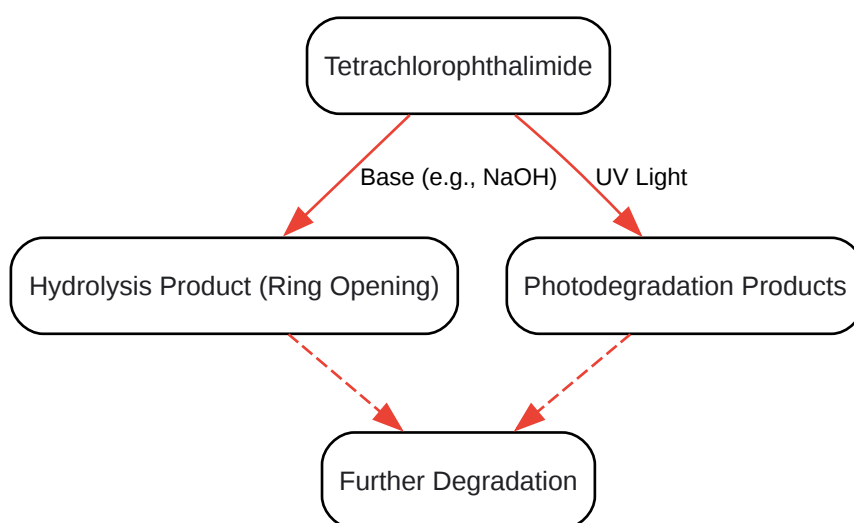 Tetrachlorophthalimide
Base (e.g., NaOH)
UV Light
Hydrolysis Product (Ring Opening)
Photodegradation Products
Further Degradation